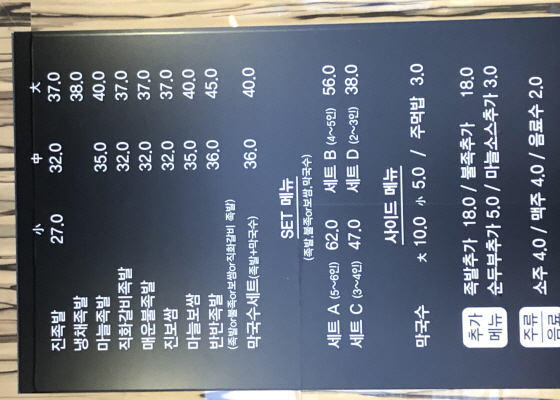 小 中 大
진족발 27.0 32.0 37.0
냉채족발 38.0
마늘족발 35.0 40.0
직화갈비족발 32.0 37.0
매운불족발 32.0 37.0
진보쌈 32.0 37.0
마늘보쌈 35.0 40.0
반반족발 36.0 45.0
(족발or불족or보쌈or직화갈비 족발)
막국수세트(족발+막국수) 36.0 40.0
SET 메뉴
(족발,불족or보쌈,막국수)
세트 A (5~6인) 62.0 세트 B (4~5인) 56.0
세트 C (3~4인) 47.0 세트 D (2~3인) 38.0
사이드 메뉴
막국수 大 10.0 小 5.0 / 주먹밥 3.0
추가 메뉴
족발추가 18.0 / 불족추가 18.0
순두부추가 5.0 / 마늘소스추가 3.0
주류 음료
소주 4.0 / 맥주 4.0 / 음료수 2.0